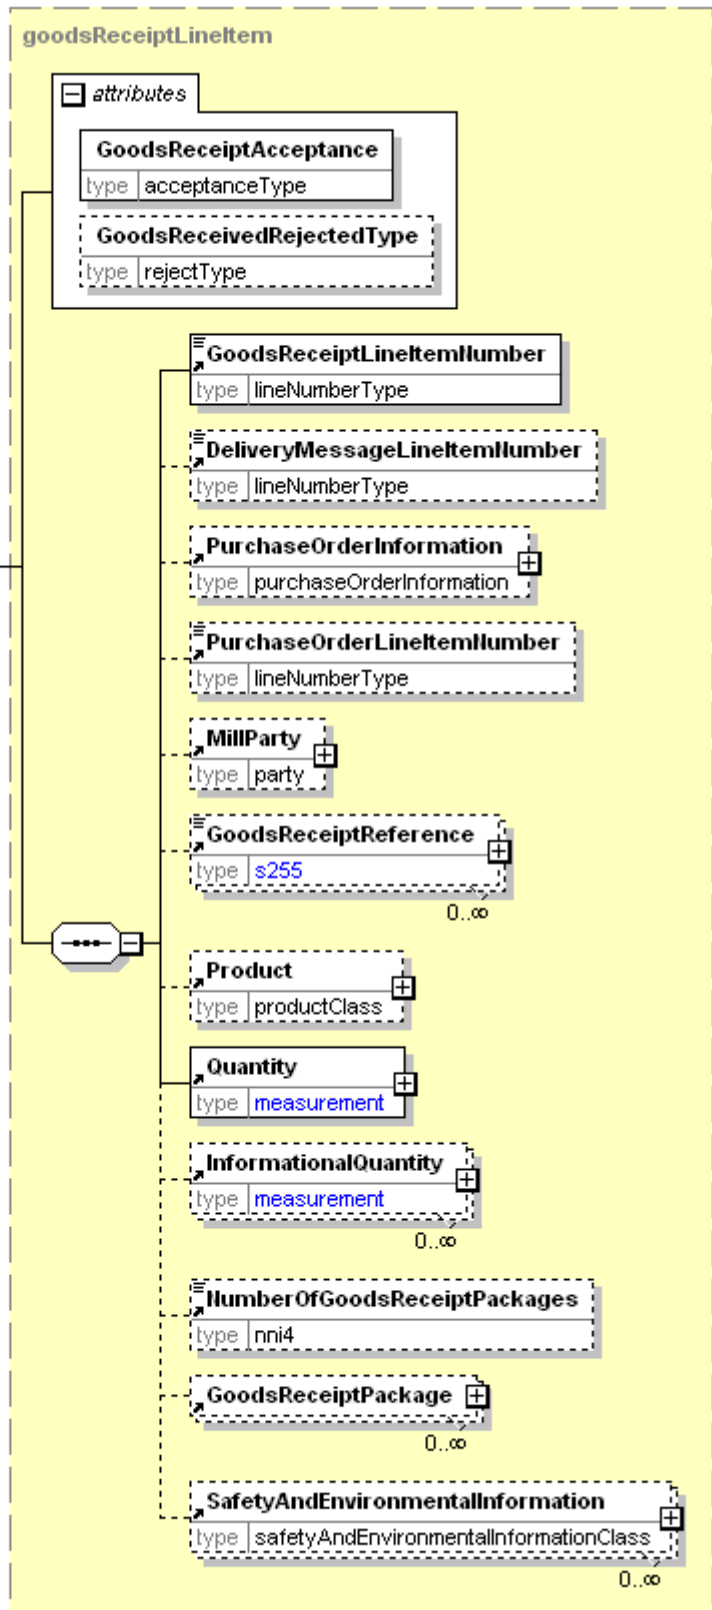 goodsReceiptLineItem
attributes
GoodsReceiptAcceptance
type acceptanceType
GoodsReceivedRejectedType
type rejectType
GoodsReceiptLineItemNumber
type lineNumberType
DeliveryMessageLineItemNumber
type lineNumberType
PurchaseOrderInformation
type purchaseOrderInformation
PurchaseOrderLineItemNumber
type lineNumberType
MillParty
type party
GoodsReceiptReference
type s255
0..∞
Product
type productClass
Quantity
type measurement
InformationalQuantity
type measurement
0..∞
NumberOfGoodsReceiptPackages
type nni4
GoodsReceiptPackage
0..∞
SafetyAndEnvironmentalInformation
type safetyAndEnvironmentalInformationClass
0..∞